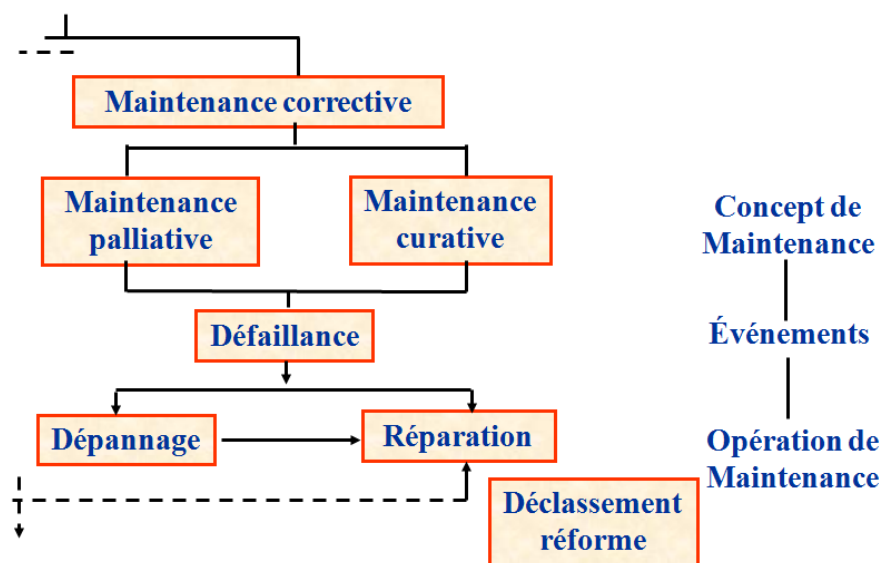 Maintenance corrective
Maintenance
palliative
Maintenance
curative
Concept de
Maintenance
Défaillance
Événements
Dépannage
Réparation
Opération de
Maintenance
Déclassement
réforme